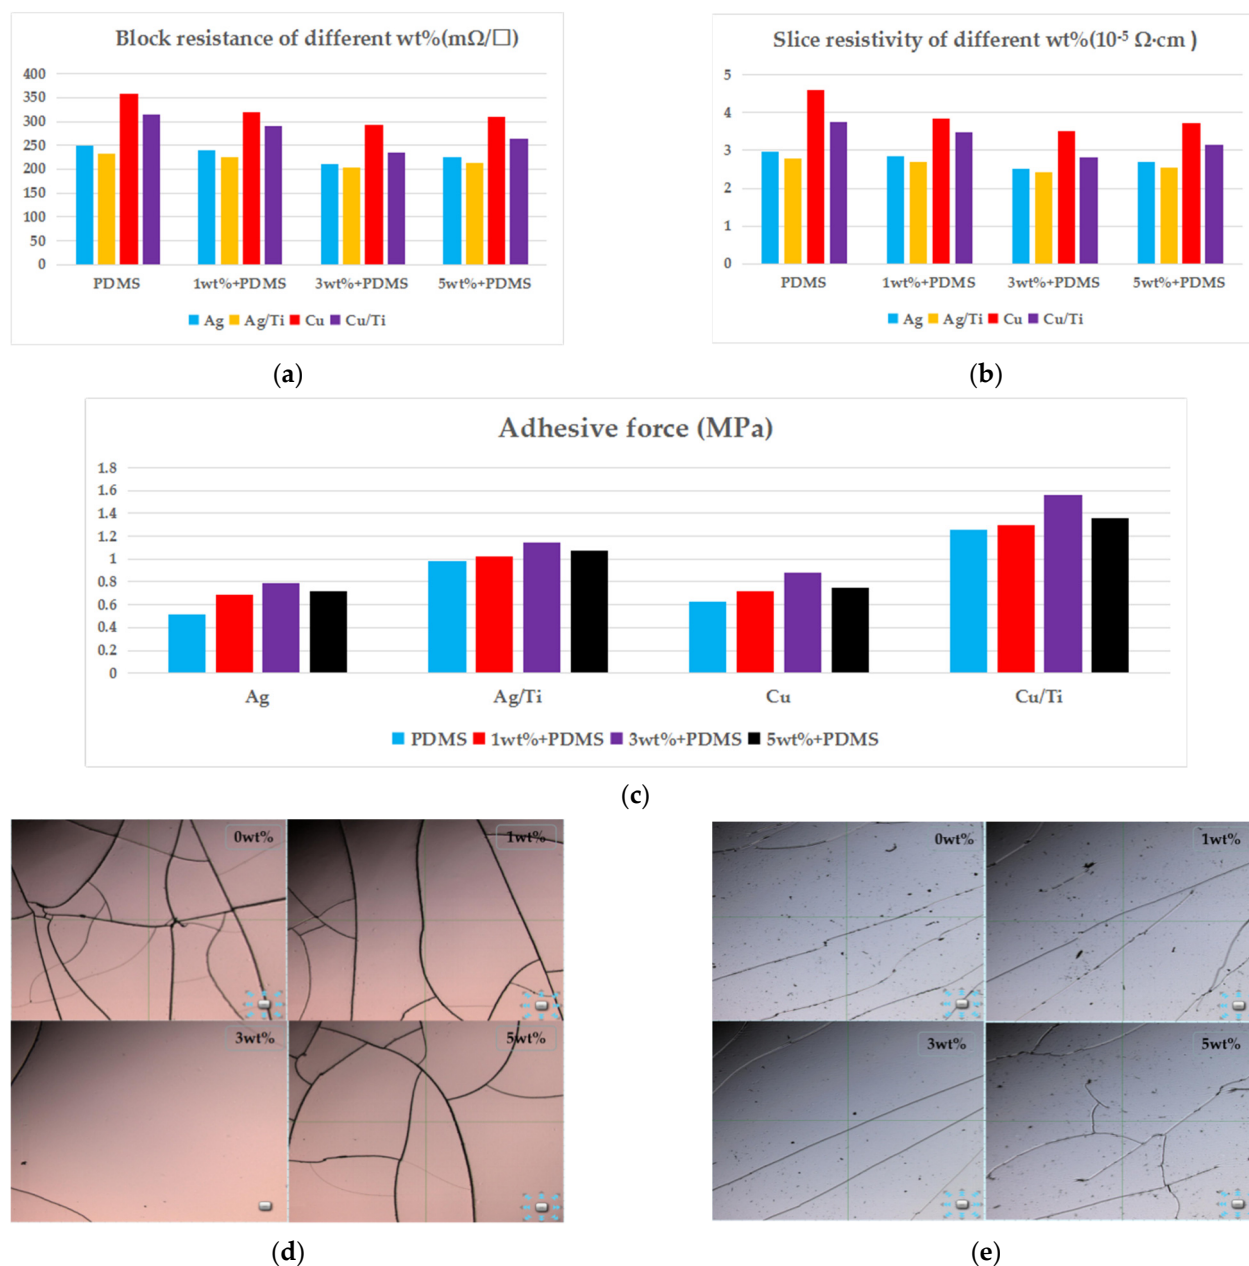 Block resistance of different wt%(mΩ/□)
400
350
300
250
200
150
100
50
0
PDMS 1wt%+PDMS 3wt%+PDMS 5wt%+PDMS
Ag Ag/Ti Cu Cu/Ti
(a)
Slice resistivity of different wt%(10⁻⁵ Ω·cm )
5
4
3
2
1
0
PDMS 1wt%+PDMS 3wt%+PDMS 5wt%+PDMS
Ag Ag/Ti Cu Cu/Ti
(b)
Adhesive force (MPa)
1.8
1.6
1.4
1.2
1
0.8
0.6
0.4
0.2
0
Ag Ag/Ti Cu Cu/Ti
PDMS 1wt%+PDMS 3wt%+PDMS 5wt%+PDMS
(c)
0wt% 1wt%
3wt% 5wt%
(d)
0wt% 1wt%
3wt% 5wt%
(e)